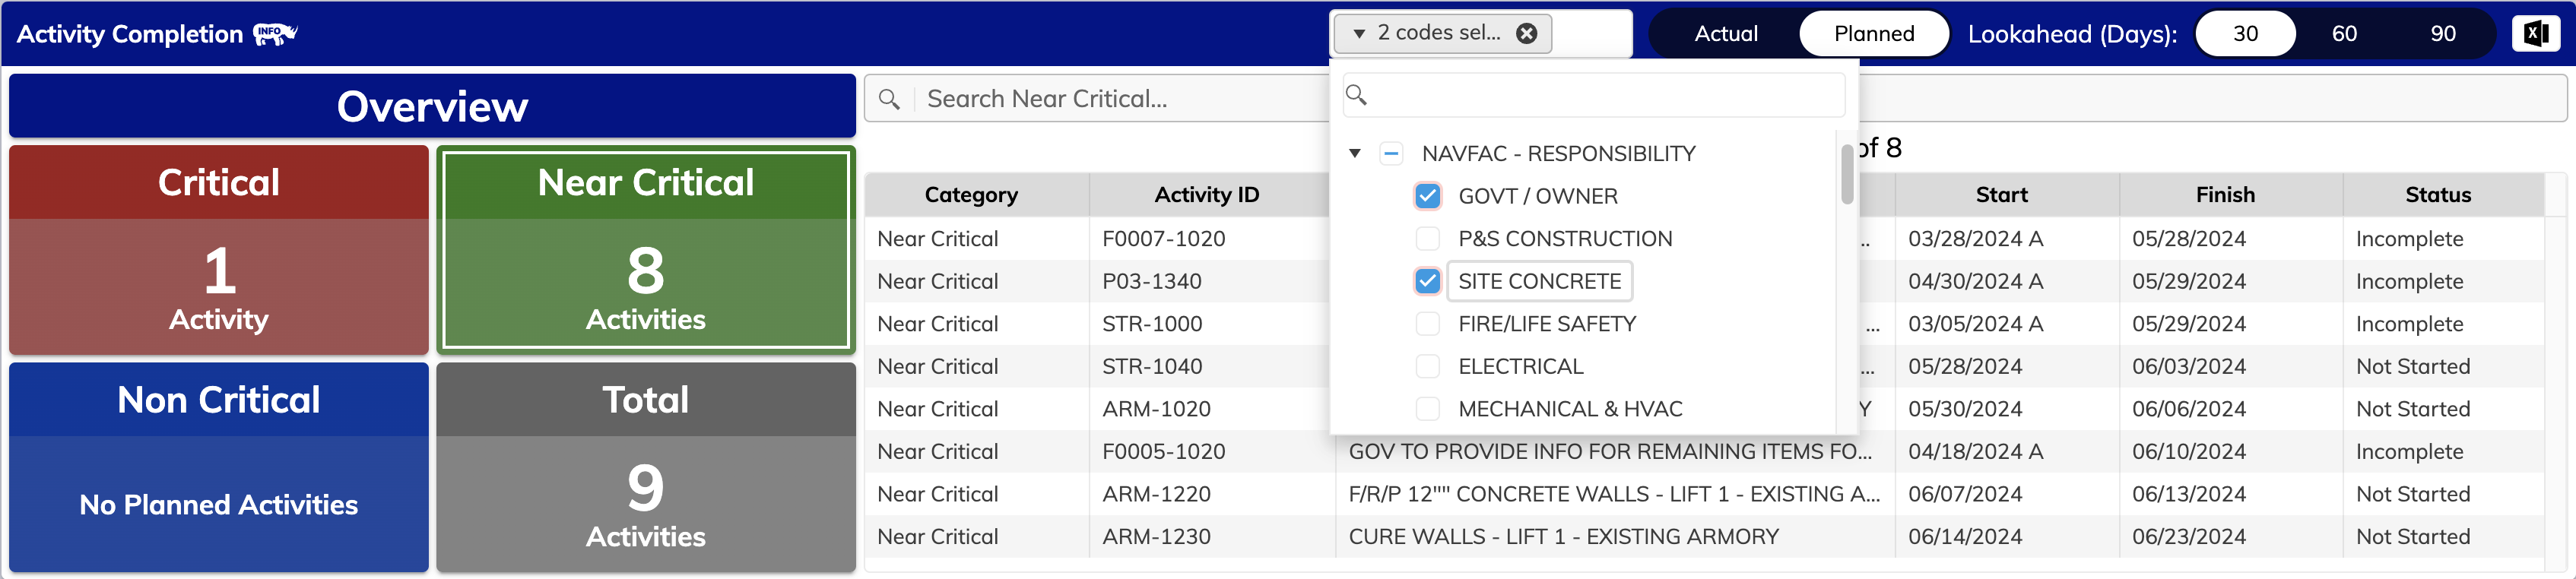 Activity Completion INFO
2 codes sel...
Actual Planned
Lookahead (Days): 30 60 90
X
Overview
Critical
1
Activity
Near Critical
8
Activities
Non Critical
No Planned Activities
Total
9
Activities
Search Near Critical...
of 8
NAVFAC - RESPONSIBILITY
GOVT / OWNER
P&S CONSTRUCTION
SITE CONCRETE
FIRE/LIFE SAFETY
ELECTRICAL
MECHANICAL & HVAC
Category Activity ID Start Finish Status
Near Critical F0007-1020 .. 03/28/2024 A 05/28/2024 Incomplete
Near Critical P03-1340 04/30/2024 A 05/29/2024 Incomplete
Near Critical STR-1000 ... 03/05/2024 A 05/29/2024 Incomplete
Near Critical STR-1040 ... 05/28/2024 06/03/2024 Not Started
Near Critical ARM-1020 Y 05/30/2024 06/06/2024 Not Started
Near Critical F0005-1020 GOV TO PROVIDE INFO FOR REMAINING ITEMS FO... 04/18/2024 A 06/10/2024 Incomplete
Near Critical ARM-1220 F/R/P 12"" CONCRETE WALLS - LIFT 1 - EXISTING A... 06/07/2024 06/13/2024 Not Started
Near Critical ARM-1230 CURE WALLS - LIFT 1 - EXISTING ARMORY 06/14/2024 06/23/2024 Not Started